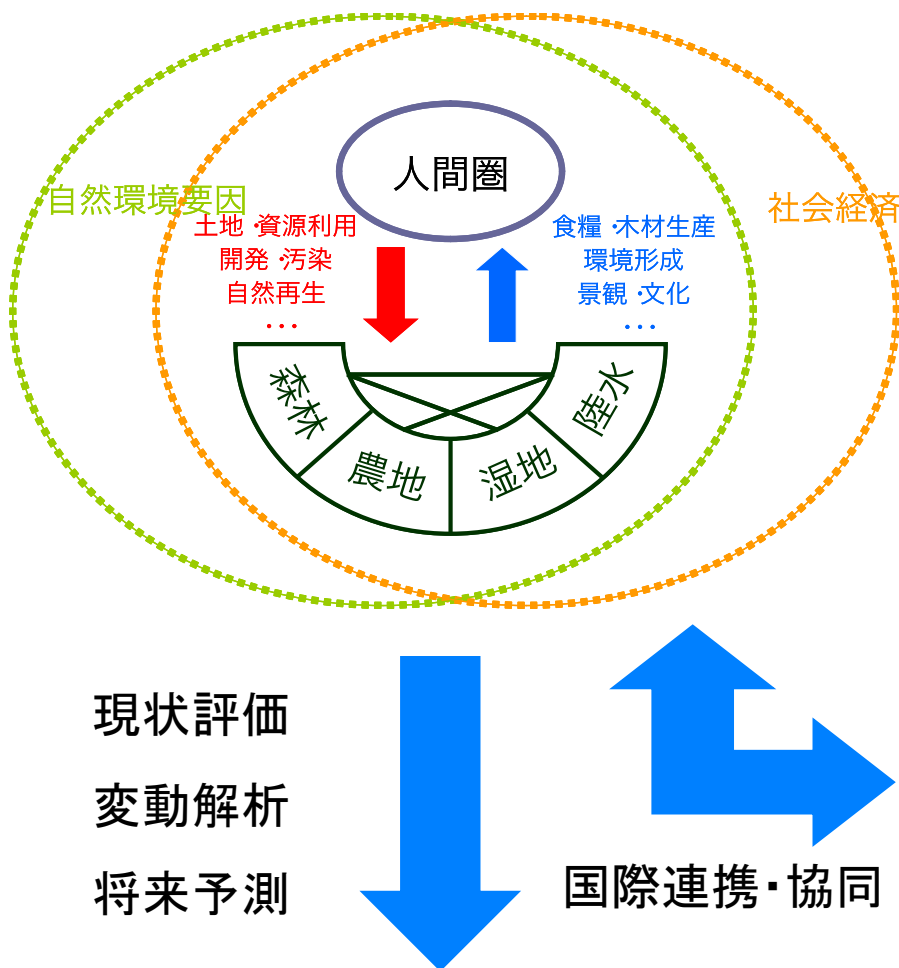 人間圏
自然環境要因
社会経済
土地・資源利用
開発・汚染
自然再生
・・・
食糧・木材生産
環境形成
景観・文化
・・・
森林
農地
湿地
陸水
現状評価
変動解析
将来予測
国際連携・協同